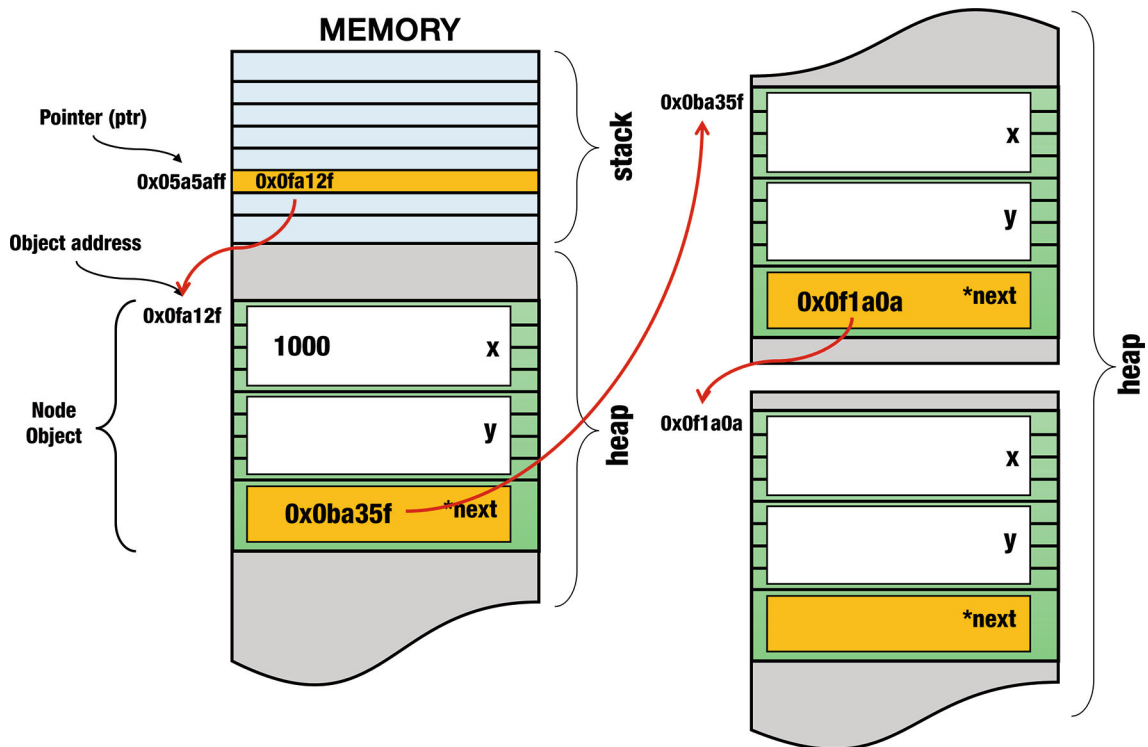 MEMORY
Pointer (ptr)
0x05a5aff
0x0fa12f
stack
Object address
0x0fa12f
1000
x
Node
Object
y
0x0ba35f
*next
heap
0x0ba35f
x
y
0x0f1a0a
*next
0x0f1a0a
x
y
*next
heap